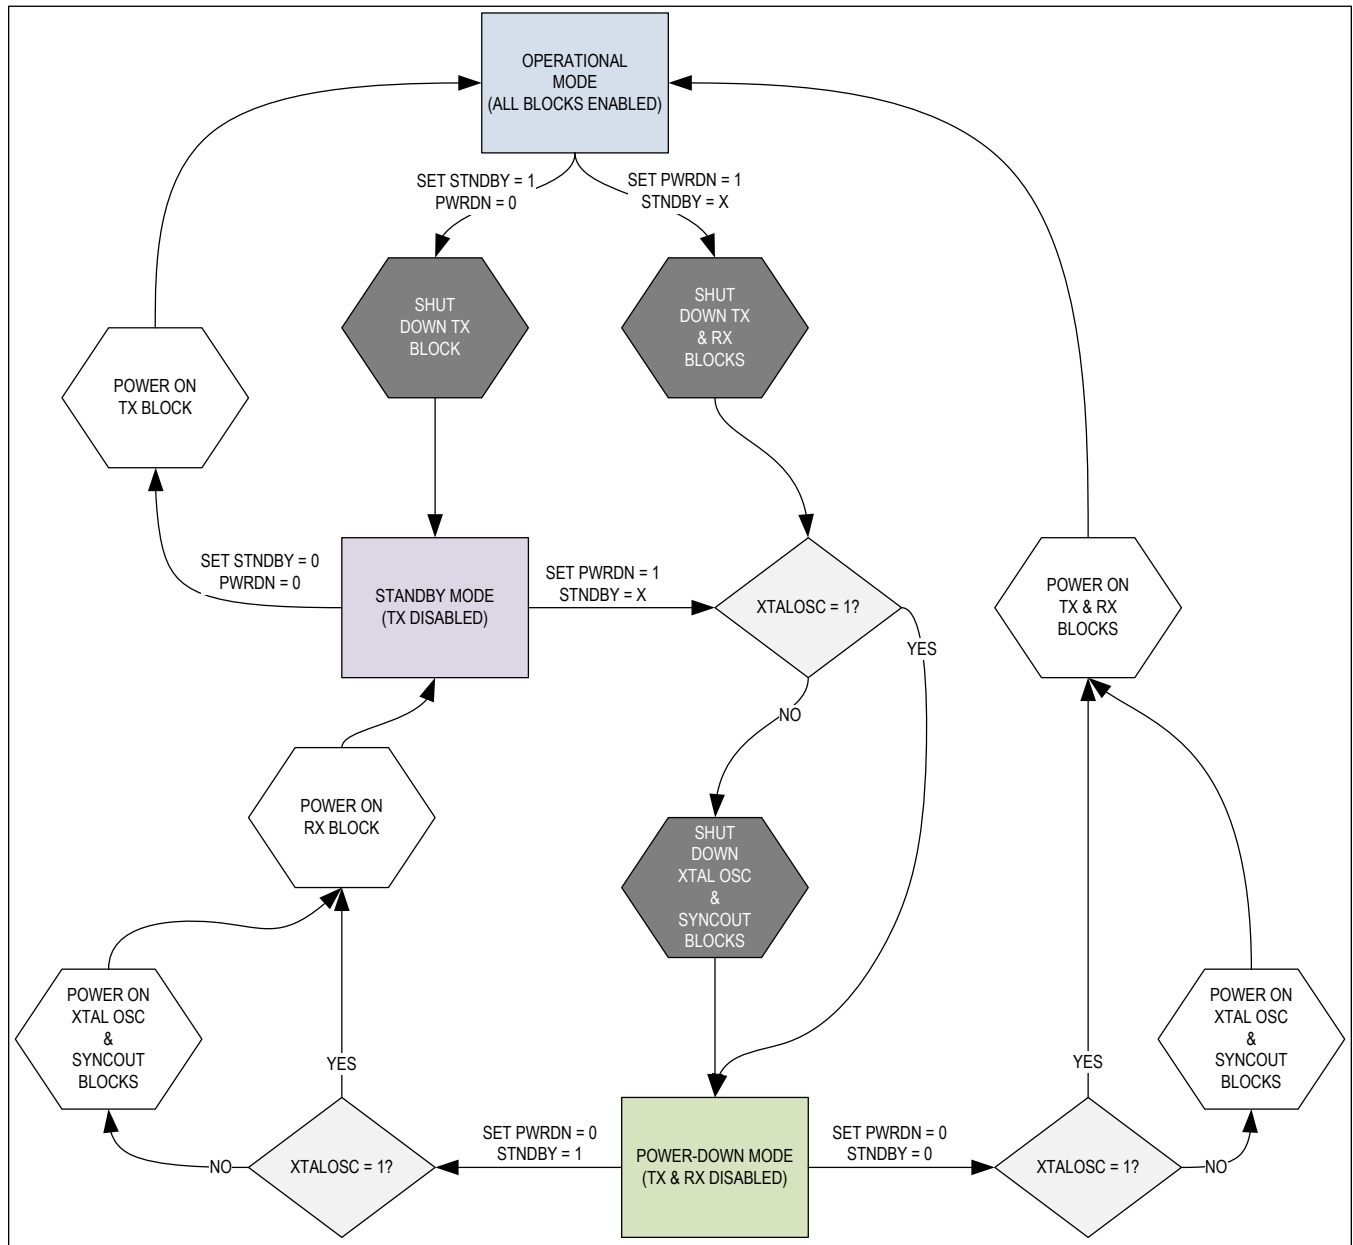 OPERATIONAL
MODE
(ALL BLOCKS ENABLED)
SET STNDBY = 1
PWRDN = 0
SET PWRDN = 1
STNDBY = X
SHUT
DOWN TX
BLOCK
SHUT
DOWN TX
& RX
BLOCKS
POWER ON
TX BLOCK
SET STNDBY = 0
PWRDN = 0
STANDBY MODE
(TX DISABLED)
SET PWRDN = 1
STNDBY = X
XTALOSC = 1?
YES
NO
POWER ON
TX & RX
BLOCKS
POWER ON
RX BLOCK
SHUT
DOWN
XTAL OSC
&
SYNCOUT
BLOCKS
POWER ON
XTAL OSC
&
SYNCOUT
BLOCKS
YES
NO
XTALOSC = 1?
SET PWRDN = 0
STNDBY = 1
POWER-DOWN MODE
(TX & RX DISABLED)
SET PWRDN = 0
STNDBY = 0
XTALOSC = 1?
YES
NO
POWER ON
XTAL OSC
&
SYNCOUT
BLOCKS